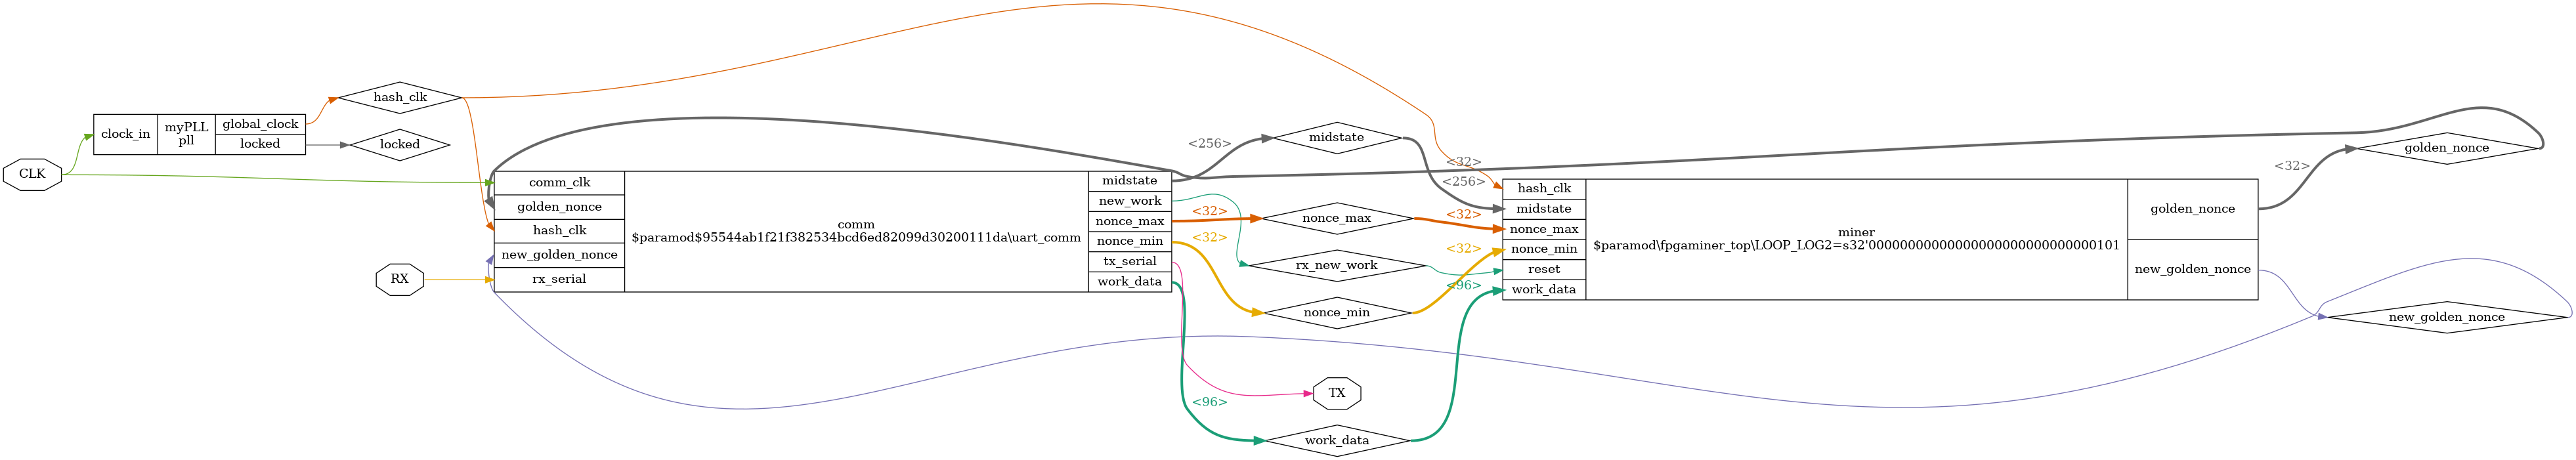 CLK
clock_in
myPLL
pll
global_clock
locked
hash_clk
locked
RX
comm_clk
golden_nonce
hash_clk
new_golden_nonce
rx_serial
comm
$paramod$95544ab1f21f382534bcd6ed82099d30200111da\uart_comm
midstate
new_work
nonce_max
nonce_min
tx_serial
work_data
<256>
<32>
<32>
<96>
midstate
nonce_max
rx_new_work
nonce_min
TX
work_data
<32>
<256>
<32>
<32>
<96>
hash_clk
midstate
nonce_max
nonce_min
reset
work_data
miner
$paramod\fpgaminer_top\LOOP_LOG2=s32'00000000000000000000000000000101
golden_nonce
new_golden_nonce
<32>
golden_nonce
new_golden_nonce